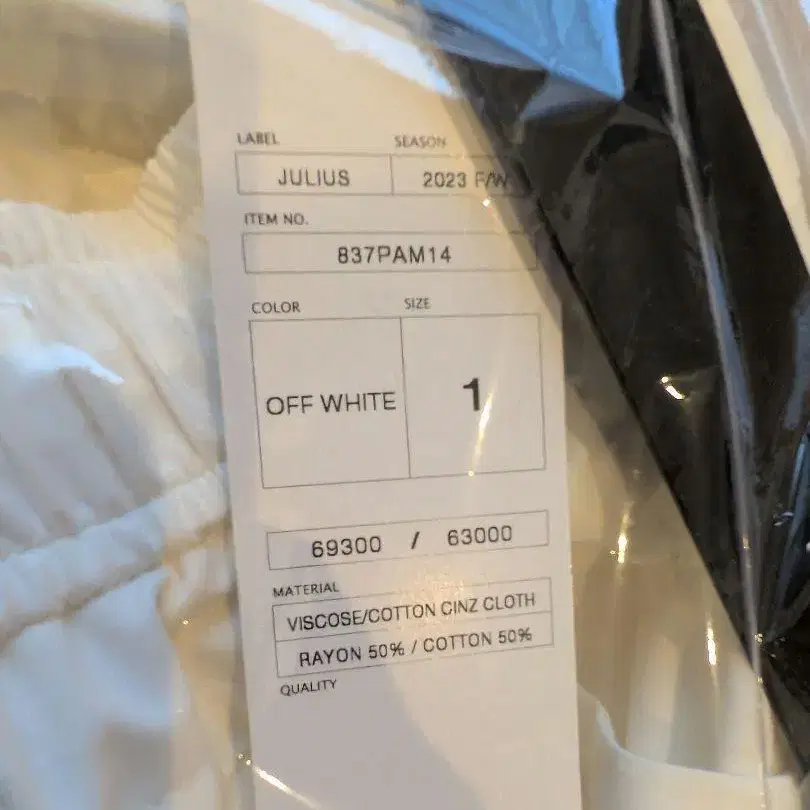 LABEL SEASON
JULIUS 2023 F/W
ITEM NO.
837PAM14
COLOR SIZE
OFF WHITE 1
69300 / 63000
MATERIAL
VISCOSE/COTTON CINZ CLOTH
RAYON 50% / COTTON 50%
QUALITY